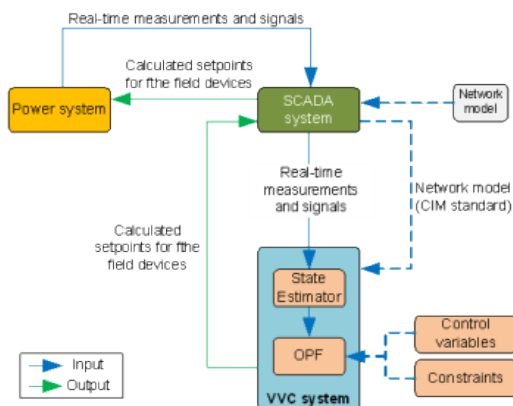 Real-time measurements and signals
Calculated setpoints
for fthe field devices
Power system
SCADA
system
Network
model
Real-time
measurements
and signals
Network model
(CIM standard)
Calculated
setpoints for fthe
field devices
State
Estimator
OPF
VVC system
Control
variables
Constraints
Input
Output